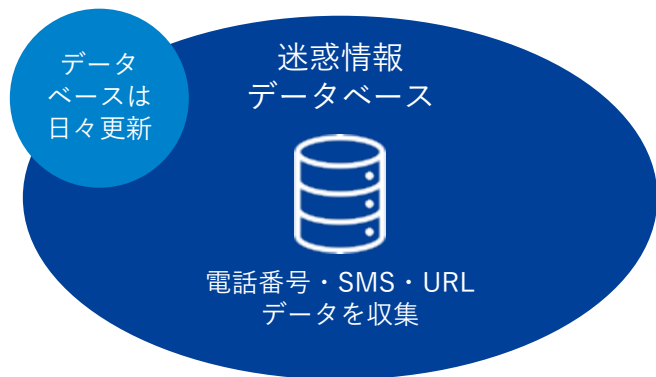 データ
ベースは
日々更新
迷惑情報
データベース
電話番号・SMS・URL
データを収集